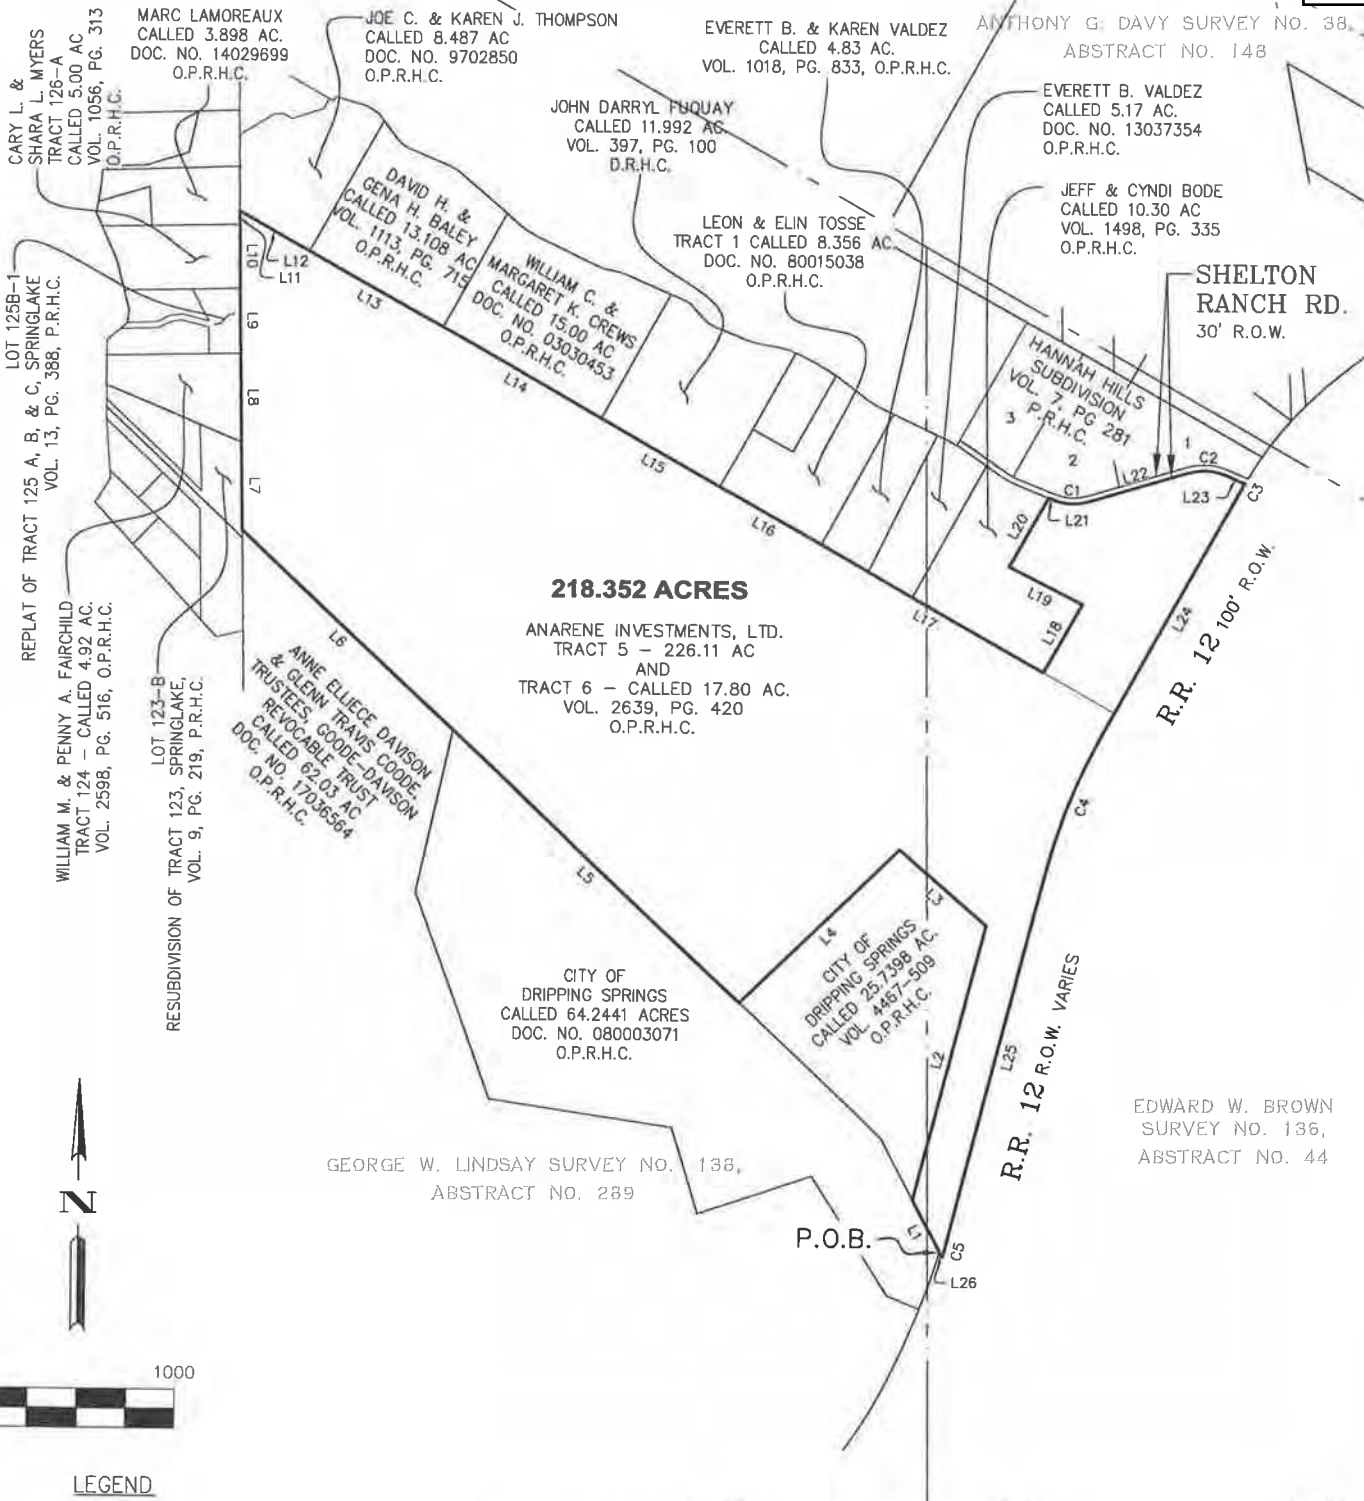 CARY L. &
SHARA L. MYERS
TRACT 126-A
CALLED 5.00 AC
VOL. 1056, PG. 313
O.P.R.H.C.
MARC LAMOREAUX
CALLED 3.898 AC.
DOC. NO. 14029699
O.P.R.H.C.
JOE C. & KAREN J. THOMPSON
CALLED 8.487 AC
DOC. NO. 9702850
O.P.R.H.C.
EVERETT B. & KAREN VALDEZ
CALLED 4.83 AC.
VOL. 1018, PG. 833, O.P.R.H.C.
ANTHONY G. DAVY SURVEY NO. 38,
ABSTRACT NO. 148
JOHN DARRYL FUQUAY
CALLED 11.992 AC.
VOL. 397, PG. 100
D.R.H.C.
EVERETT B. VALDEZ
CALLED 5.17 AC.
DOC. NO. 13037354
O.P.R.H.C.
JEFF & CYNDI BODE
CALLED 10.30 AC
VOL. 1498, PG. 335
O.P.R.H.C.
LEON & ELIN TOSSE
TRACT 1 CALLED 8.356 AC.
DOC. NO. 80015038
O.P.R.H.C.
DAVID H. &
GENA H. BALEY
CALLED 13.108 AC
VOL. 1113, PG. 715
O.P.R.H.C.
WILLIAM C. &
MARGARET K. CREWS
CALLED 15.00 AC
DOC. NO. 03030453
O.P.R.H.C.
SHELTON
RANCH RD.
30' R.O.W.
HANNAH HILLS
SUBDIVISION
VOL. 7, PG 281
P.R.H.C.
3
2
1
L10
L12
L11
L9
L8
L7
L13
L14
L15
L16
L17
C1
L22
C2
L23
C3
L20
L21
L19
L18
L24
LOT 125B-1
REPLAT OF TRACT 125 A, B, & C, SPRINGLAKE
VOL. 13, PG. 388, P.R.H.C.
218.352 ACRES
ANARENE INVESTMENTS, LTD.
TRACT 5 - 226.11 AC
AND
TRACT 6 - CALLED 17.80 AC.
VOL. 2639, PG. 420
O.P.R.H.C.
R.R. 12 100' R.O.W.
WILLIAM M. & PENNY A. FAIRCHILD
TRACT 124 - CALLED 4.92 AC.
VOL. 2598, PG. 516, O.P.R.H.C.
LOT 123-B
RESUBDIVISION OF TRACT 123, SPRINGLAKE,
VOL. 9, PG. 219, P.R.H.C.
L6
ANNE ELLIECE DAVISON
& GLENN TRAVIS COODE,
TRUSTEES, GOODE-DAVISON
REVOCABLE TRUST
CALLED 62.03 AC
DOC. NO. 17036564
O.P.R.H.C.
C4
L5
L3
L4
CITY OF
DRIPPING SPRINGS
CALLED 25.7398 AC.
VOL. 4467-509
O.P.R.H.C.
CITY OF
DRIPPING SPRINGS
CALLED 64.2441 ACRES
DOC. NO. 080003071
O.P.R.H.C.
L2
L25
R.R. 12 R.O.W. VARIES
EDWARD W. BROWN
SURVEY NO. 136,
ABSTRACT NO. 44
GEORGE W. LINDSAY SURVEY NO. 138,
ABSTRACT NO. 289
N
P.O.B.
L1
C5
L26
1000
LEGEND